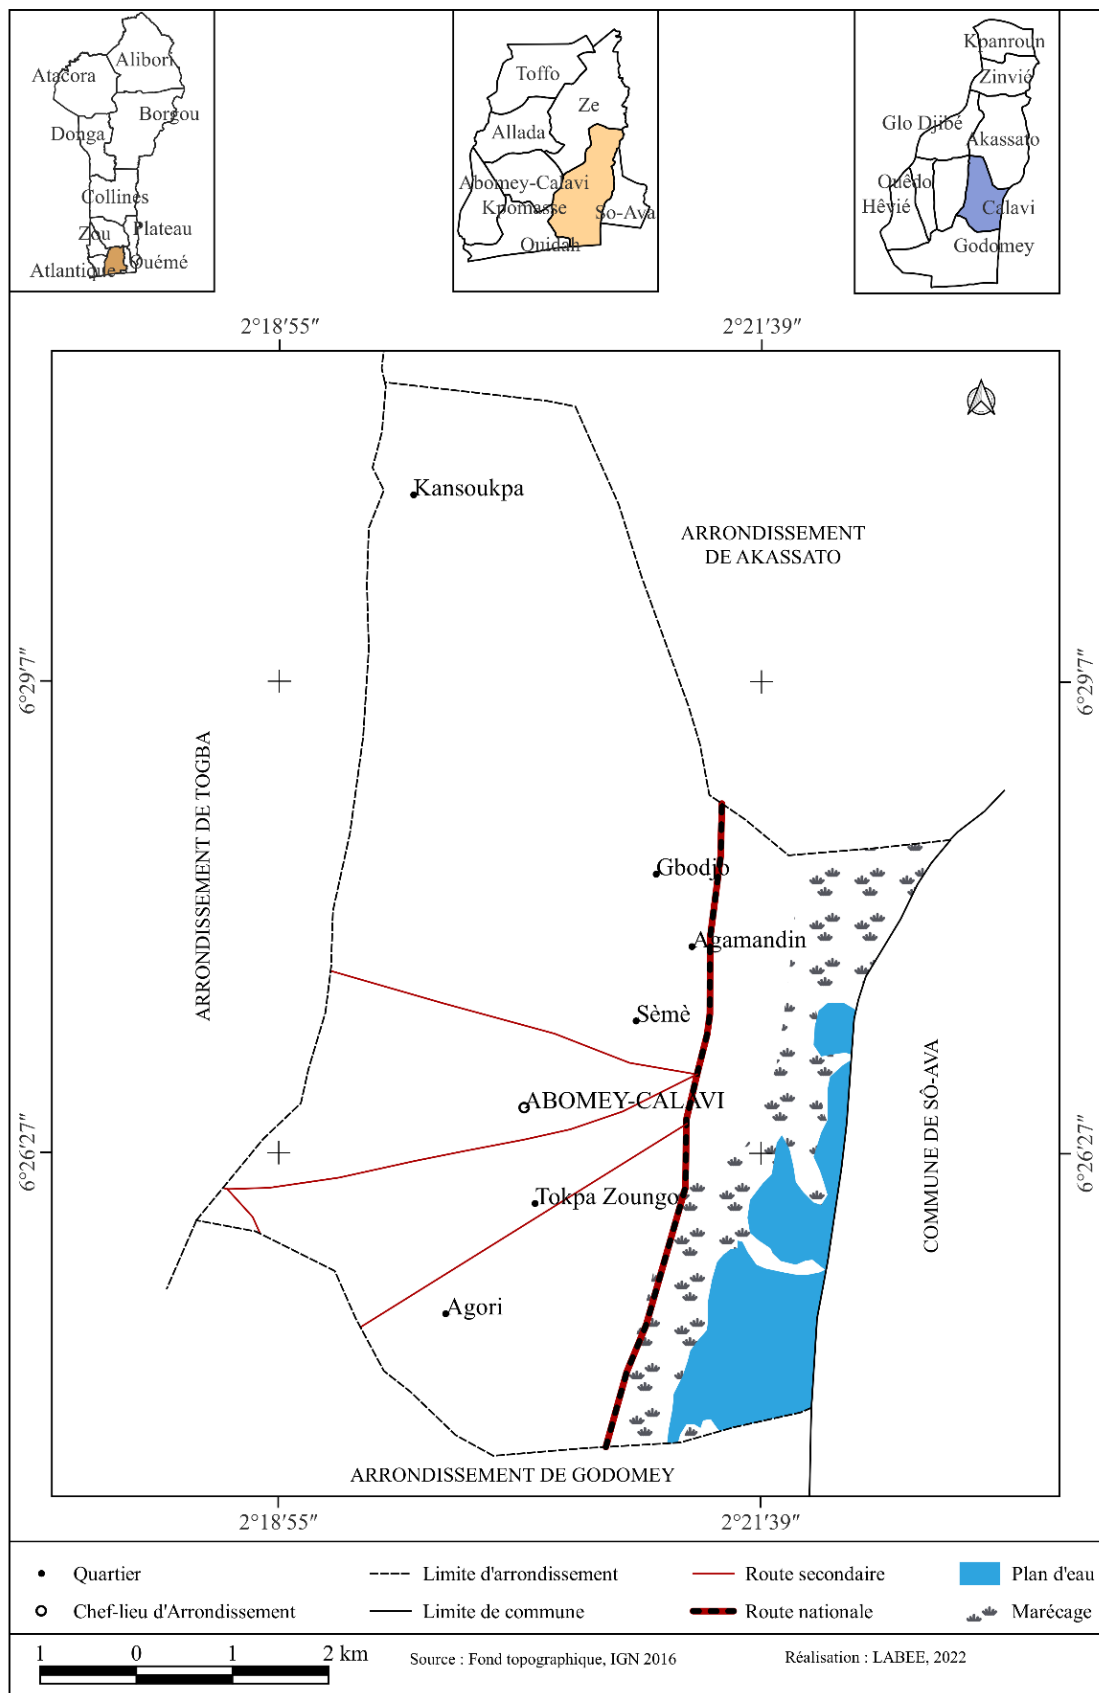 Atacora
Alibori
Borgou
Donga
Collines
Zou
Plateau
Atlantique
Ouémé
Toffo
Ze
Allada
Abomey-Calavi
Kpomasse
So-Ava
Ouidah
Kpanroun
Zinvié
Glo Djibé
Akassato
Ouêdo
Hêvié
Calavi
Godomey
2°18'55"
2°21'39"
Kansoukpa
ARRONDISSEMENT
DE AKASSATO
6°29'7"
6°29'7"
ARRONDISSEMENT DE TOGBA
Gbodjo
Agamandin
Sèmè
ABOMEY-CALAVI
COMMUNE DE SÔ-AVA
6°26'27"
6°26'27"
Tokpa Zoungo
Agori
ARRONDISSEMENT DE GODOMEY
2°18'55"
2°21'39"
Quartier
Limite d'arrondissement
Route secondaire
Plan d'eau
Chef-lieu d'Arrondissement
Limite de commune
Route nationale
Marécage
1 0 1 2 km
Source : Fond topographique, IGN 2016
Réalisation : LABEE, 2022